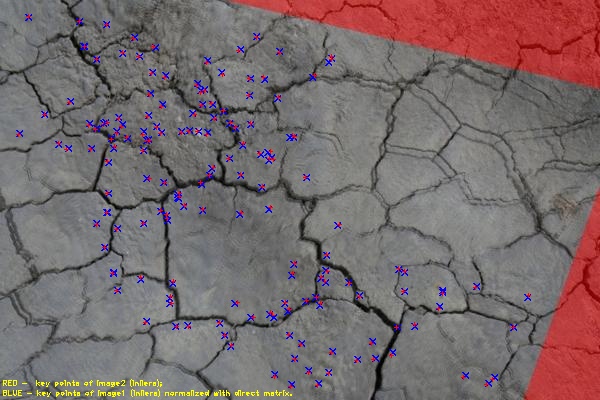 RED - key points of image2 (inliers);
BLUE - key points of image1 (inliers) normalized with direct matrix.